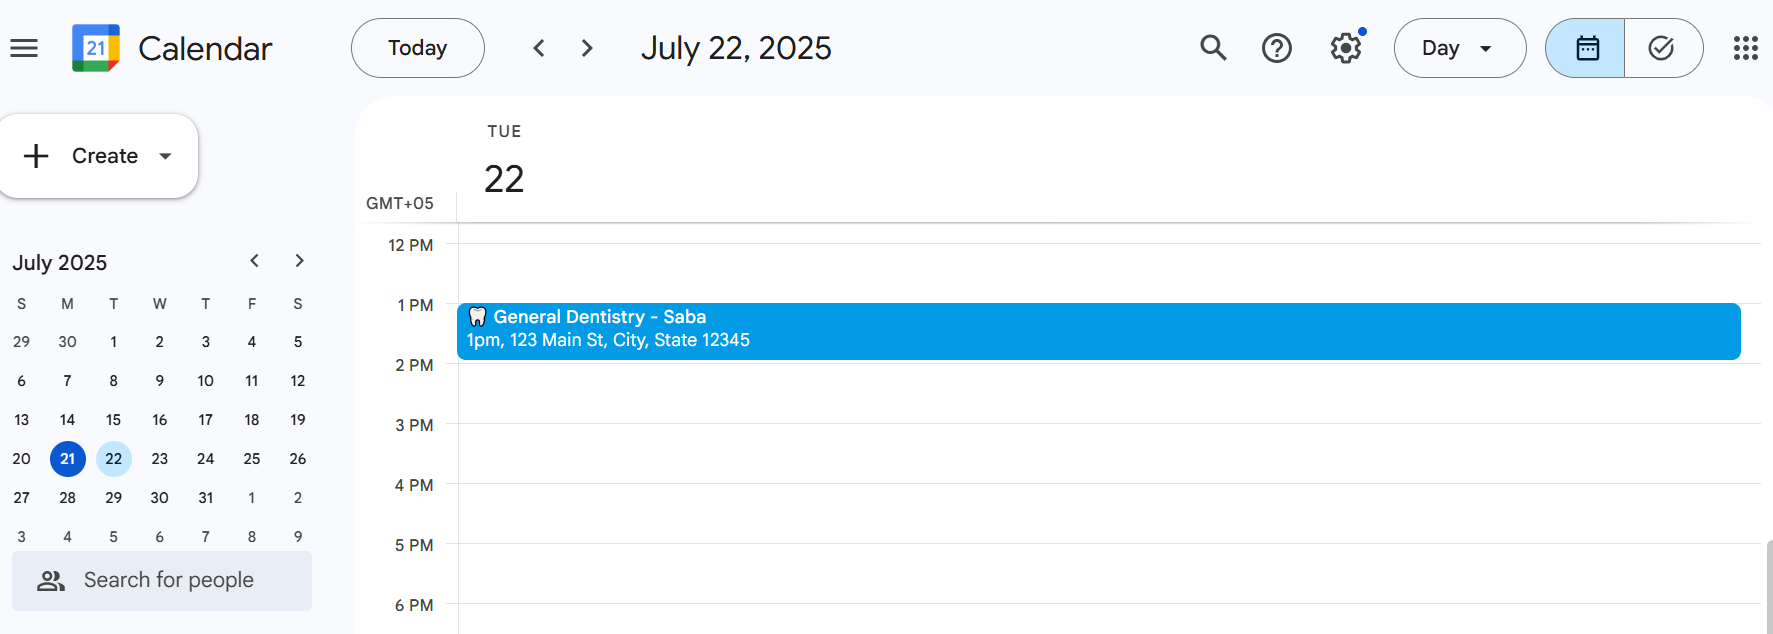 21 Calendar Today July 22, 2025 Day
Create
TUE
22
GMT+05
July 2025
S M T W T F S
29 30 1 2 3 4 5
6 7 8 9 10 11 12
13 14 15 16 17 18 19
20 21 22 23 24 25 26
27 28 29 30 31 1 2
3 4 5 6 7 8 9
Search for people
12 PM
1 PM
🦷 General Dentistry - Saba
1pm, 123 Main St, City, State 12345
2 PM
3 PM
4 PM
5 PM
6 PM